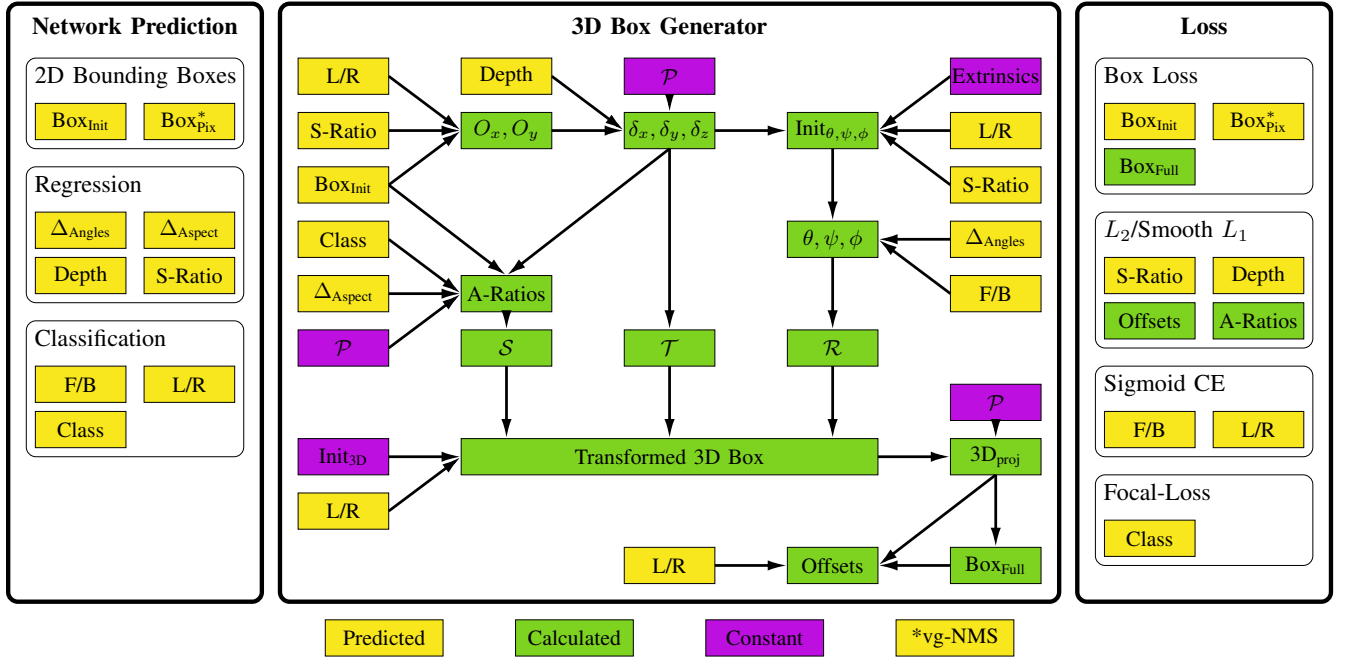 Network Prediction
2D Bounding Boxes
Box_Init Box*_Pix
Regression
Δ_Angles Δ_Aspect
Depth S-Ratio
Classification
F/B L/R
Class
3D Box Generator
L/R Depth 𝒫 Extrinsics
S-Ratio O_x, O_y δ_x, δ_y, δ_z Init_θ,ψ,ϕ L/R
Box_Init S-Ratio
Class θ, ψ, ϕ Δ_Angles
Δ_Aspect A-Ratios F/B
𝒫 𝒮 𝒯 ℛ
𝒫
Init_3D Transformed 3D Box 3D_proj
L/R
L/R Offsets Box_Full
Loss
Box Loss
Box_Init Box*_Pix
Box_Full
L_2/Smooth L_1
S-Ratio Depth
Offsets A-Ratios
Sigmoid CE
F/B L/R
Focal-Loss
Class
Predicted Calculated Constant *vg-NMS